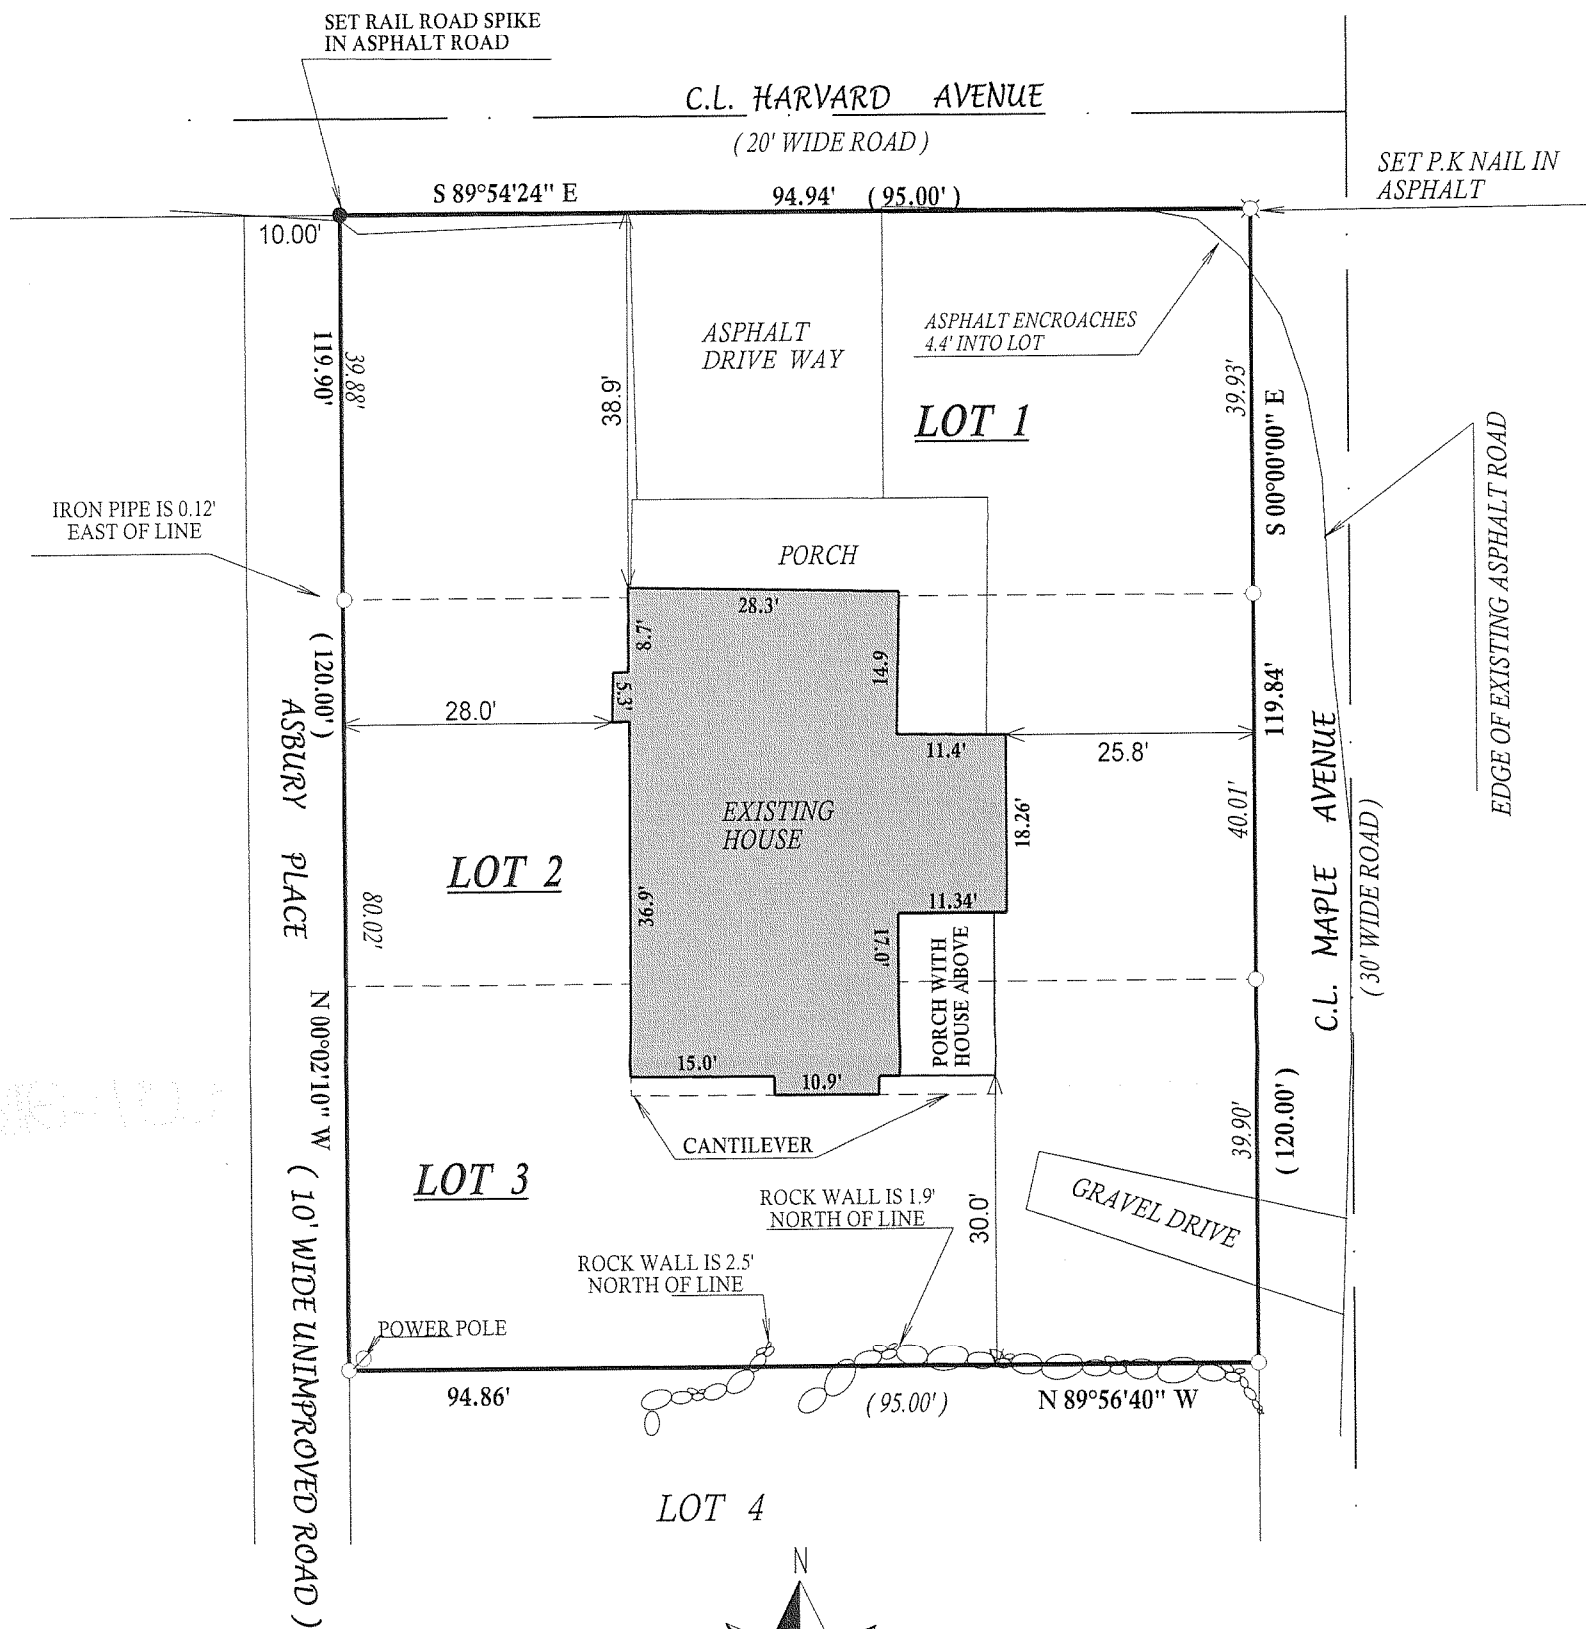 SET RAIL ROAD SPIKE
IN ASPHALT ROAD
C.L. HARVARD AVENUE
( 20' WIDE ROAD )
SET P.K NAIL IN
ASPHALT
S 89°54'24" E
94.94' ( 95.00' )
10.00'
119.90'
39.88'
38.9'
ASPHALT
DRIVE WAY
ASPHALT ENCROACHES
4.4' INTO LOT
LOT 1
39.93'
S 00°00'00" E
EDGE OF EXISTING ASPHALT ROAD
IRON PIPE IS 0.12'
EAST OF LINE
PORCH
28.3'
8.7'
5.3'
14.9
( 120.00' )
28.0'
11.4'
25.8'
119.84'
ASBURY PLACE
EXISTING
HOUSE
18.26'
40.01'
C.L. MAPLE AVENUE
( 30' WIDE ROAD )
LOT 2
80.02'
36.9'
11.34'
17.0'
PORCH WITH
HOUSE ABOVE
N 00°02'10" W
( 10' WIDE UNIMPROVED ROAD )
15.0'
10.9'
CANTILEVER
39.90'
( 120.00' )
LOT 3
ROCK WALL IS 1.9'
NORTH OF LINE
30.0'
GRAVEL DRIVE
ROCK WALL IS 2.5'
NORTH OF LINE
POWER POLE
94.86'
( 95.00' )
N 89°56'40" W
LOT 4
N